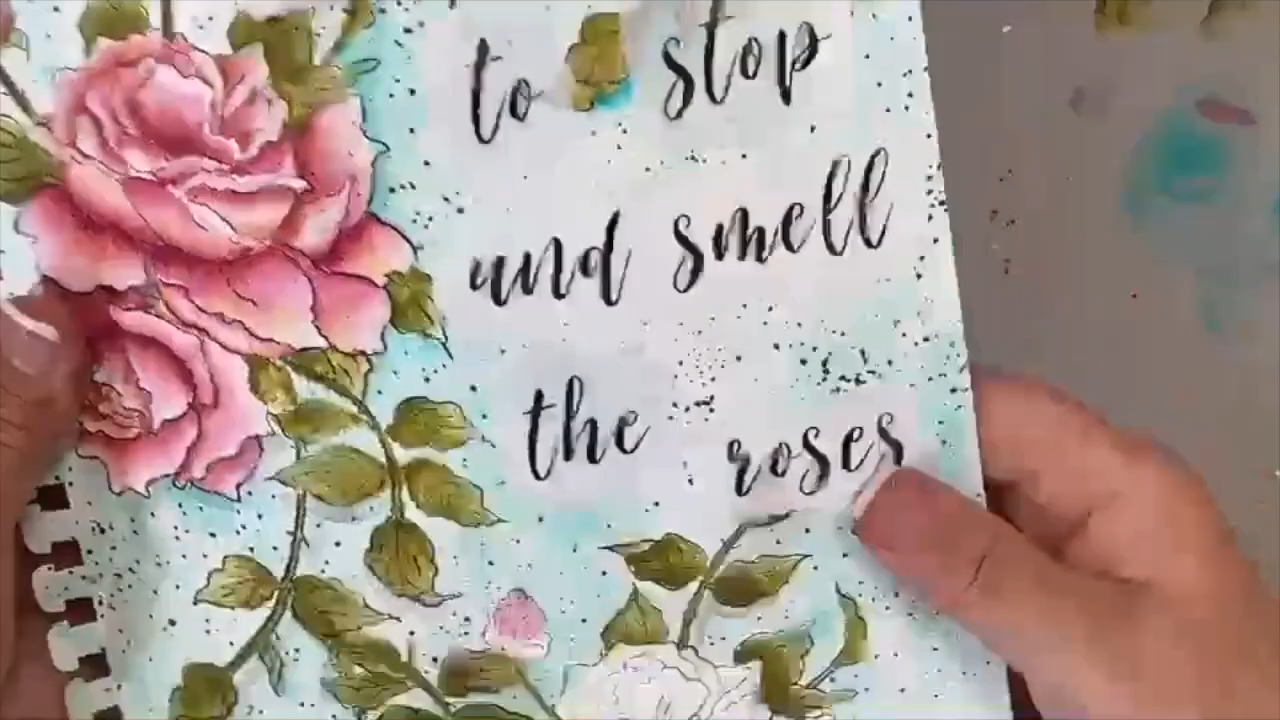 to stop
and smell
the roses